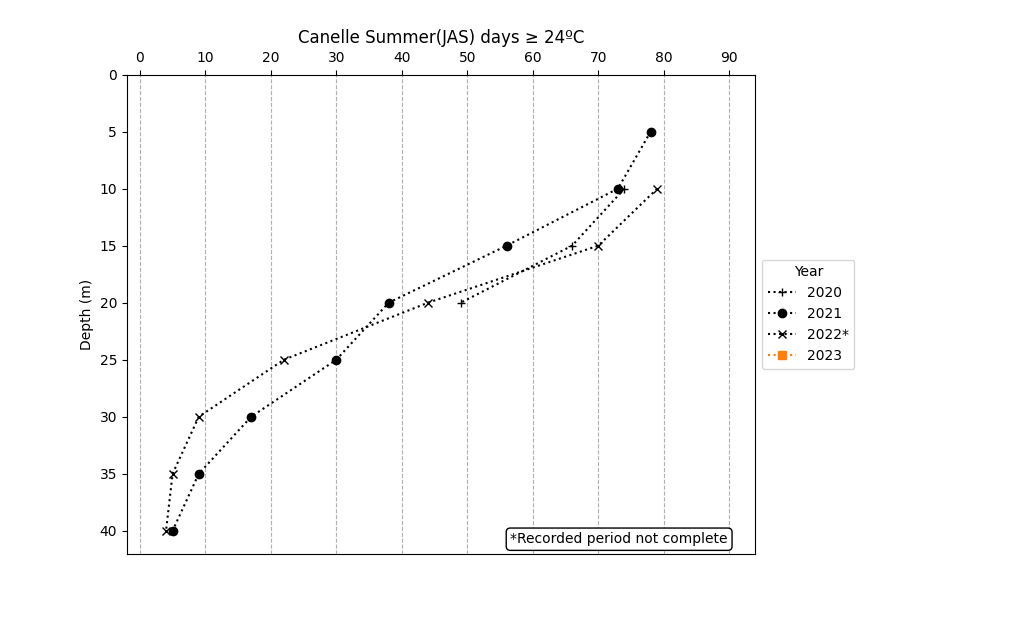 Canelle Summer(JAS) days ≥ 24ºC
0 10 20 30 40 50 60 70 80 90
0
5
10
15
20
25
30
35
40
Depth (m)
Year
2020
2021
2022*
2023
*Recorded period not complete